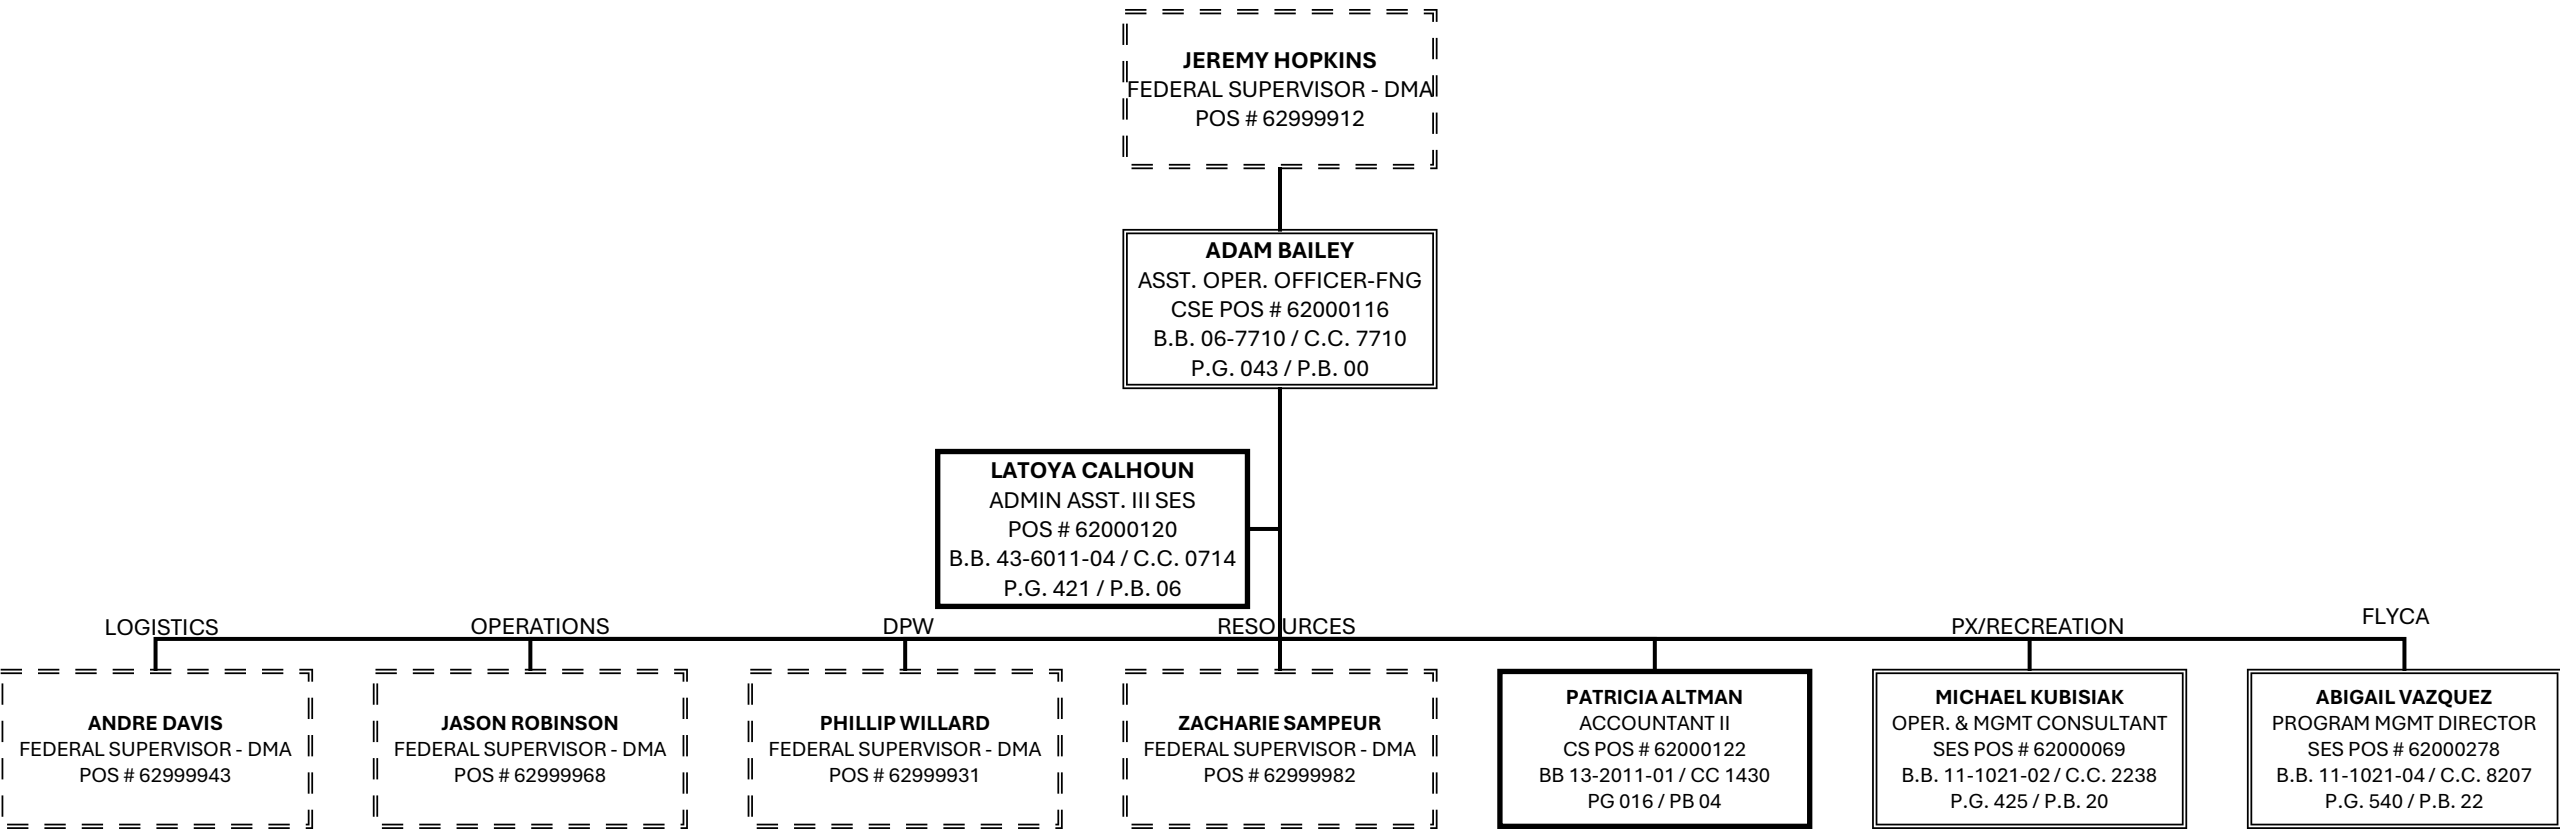 JEREMY HOPKINS
FEDERAL SUPERVISOR - DMA
POS # 62999912
ADAM BAILEY
ASST. OPER. OFFICER-FNG
CSE POS # 62000116
B.B. 06-7710 / C.C. 7710
P.G. 043 / P.B. 00
LATOYA CALHOUN
ADMIN ASST. III SES
POS # 62000120
B.B. 43-6011-04 / C.C. 0714
P.G. 421 / P.B. 06
LOGISTICS
ANDRE DAVIS
FEDERAL SUPERVISOR - DMA
POS # 62999943
OPERATIONS
JASON ROBINSON
FEDERAL SUPERVISOR - DMA
POS # 62999968
DPW
PHILLIP WILLARD
FEDERAL SUPERVISOR - DMA
POS # 62999931
RESOURCES
ZACHARIE SAMPEUR
FEDERAL SUPERVISOR - DMA
POS # 62999982
PATRICIA ALTMAN
ACCOUNTANT II
CS POS # 62000122
BB 13-2011-01 / CC 1430
PG 016 / PB 04
PX/RECREATION
MICHAEL KUBISIAK
OPER. & MGMT CONSULTANT
SES POS # 62000069
B.B. 11-1021-02 / C.C. 2238
P.G. 425 / P.B. 20
FLYCA
ABIGAIL VAZQUEZ
PROGRAM MGMT DIRECTOR
SES POS # 62000278
B.B. 11-1021-04 / C.C. 8207
P.G. 540 / P.B. 22